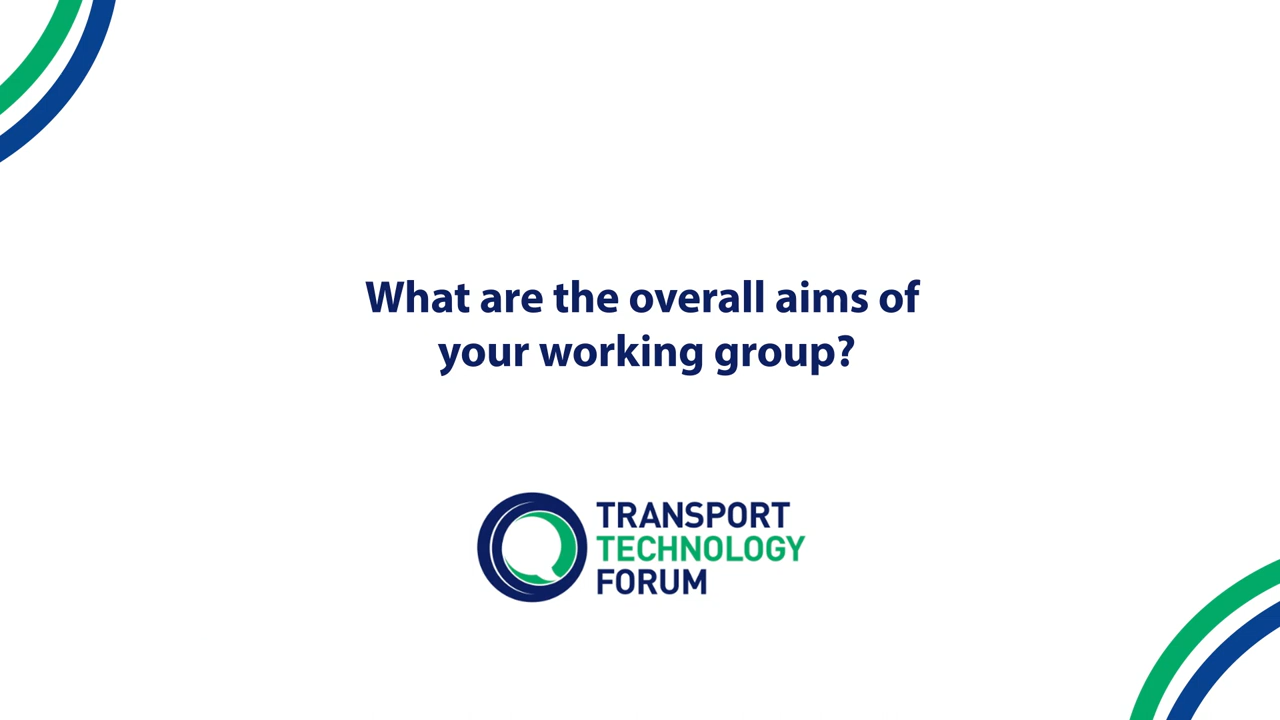 What are the overall aims of
your working group?
TRANSPORT
TECHNOLOGY
FORUM